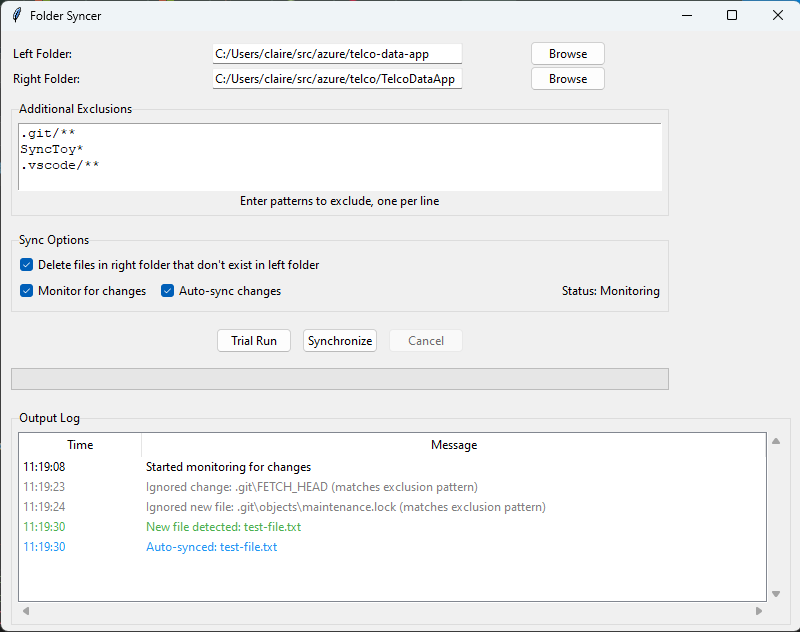 Folder Syncer
Left Folder: C:/Users/claire/src/azure/telco-data-app Browse
Right Folder: C:/Users/claire/src/azure/telco/TelcoDataApp Browse
Additional Exclusions
.git/**
SyncToy*
.vscode/**
Enter patterns to exclude, one per line
Sync Options
Delete files in right folder that don't exist in left folder
Monitor for changes Auto-sync changes Status: Monitoring
Trial Run Synchronize Cancel
Output Log
Time Message
11:19:08 Started monitoring for changes
11:19:23 Ignored change: .git\FETCH_HEAD (matches exclusion pattern)
11:19:24 Ignored new file: .git\objects\maintenance.lock (matches exclusion pattern)
11:19:30 New file detected: test-file.txt
11:19:30 Auto-synced: test-file.txt